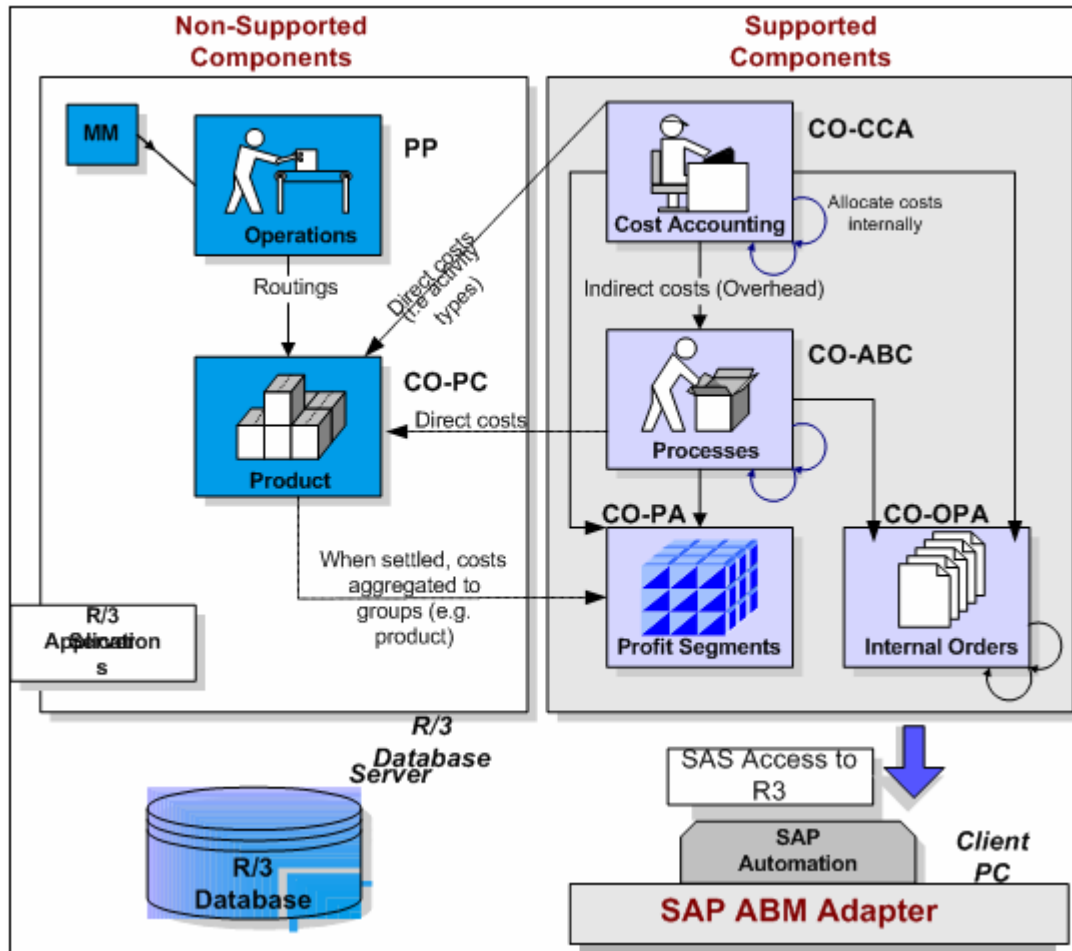 Non-Supported
Components
Supported
Components
MM
PP
Operations
Routings
Direct costs
(i.e activity
types)
CO-PC
Product
When settled, costs
aggregated to
groups (e.g.
product)
CO-CCA
Cost Accounting
Allocate costs
internally
Indirect costs (Overhead)
CO-ABC
Direct costs
Processes
CO-PA
CO-OPA
Profit Segments
Internal Orders
R/3
Application
Server
s
R/3
Database
Server
R/3
Database
SAS Access to
R3
SAP
Automation
Client
PC
SAP ABM Adapter